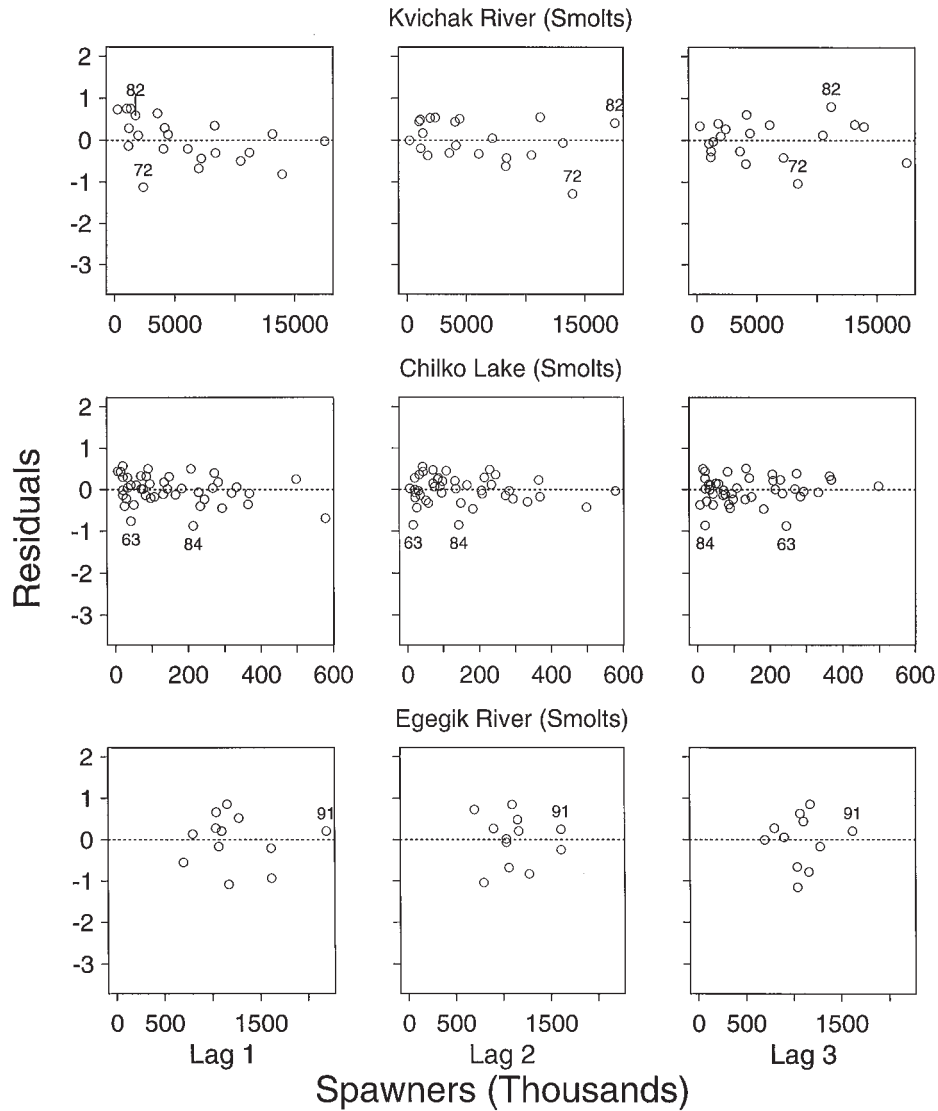 Kvichak River (Smolts)
2
1
0
-1
-2
-3
82
72
82
72
82
72
0 5000 15000
0 5000 15000
0 5000 15000
Chilko Lake (Smolts)
Residuals
2
1
0
-1
-2
-3
63 84
63 84
84 63
0 200 400 600
0 200 400 600
0 200 400 600
Egegik River (Smolts)
2
1
0
-1
-2
-3
91
91
91
0 500 1500
0 500 1500
0 500 1500
Lag 1
Lag 2
Lag 3
Spawners (Thousands)